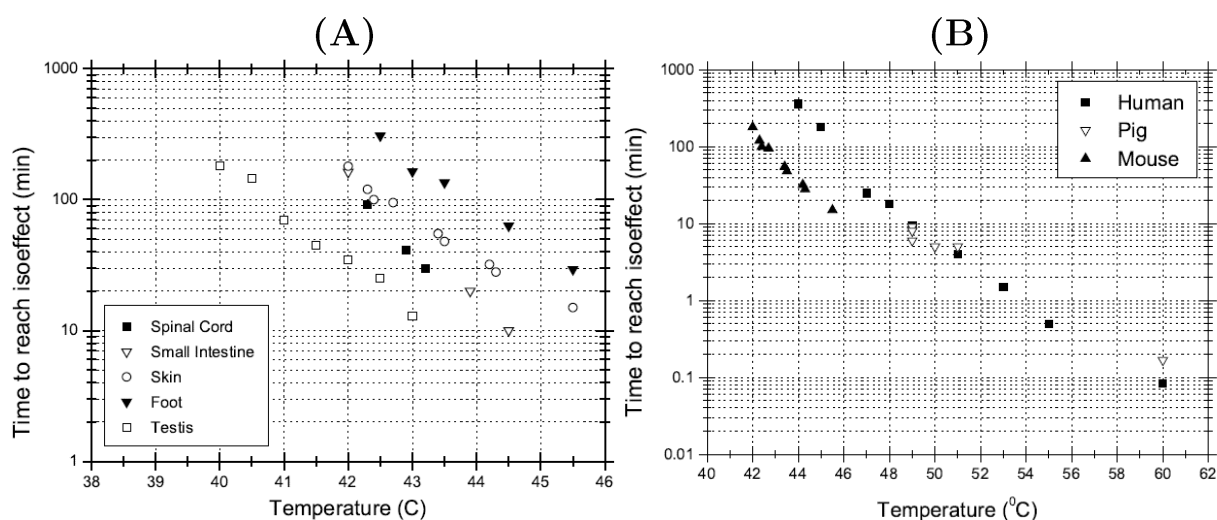 (A)
Time to reach isoeffect (min)
1000
100
10
1
Spinal Cord
Small Intestine
Skin
Foot
Testis
38 39 40 41 42 43 44 45 46
Temperature (C)
(B)
Time to reach isoeffect (min)
1000
100
10
1
0.1
0.01
Human
Pig
Mouse
40 42 44 46 48 50 52 54 56 58 60 62
Temperature (⁰C)